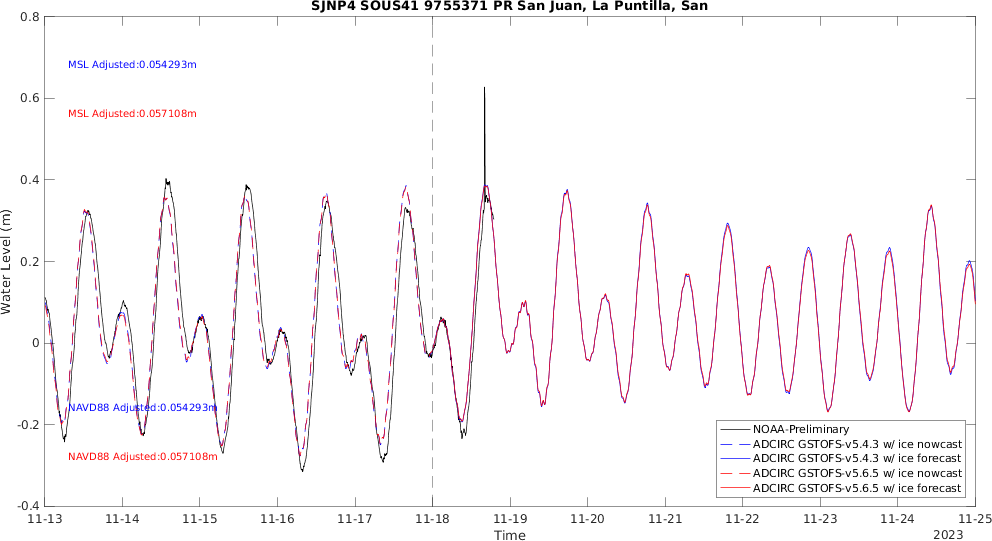 SJNP4 SOUS41 9755371 PR San Juan, La Puntilla, San
0.8
0.6
0.4
0.2
0
-0.2
-0.4
Water Level (m)
MSL Adjusted:0.054293m
MSL Adjusted:0.057108m
NAVD88 Adjusted:0.054293m
NAVD88 Adjusted:0.057108m
NOAA-Preliminary
ADCIRC GSTOFS-v5.4.3 w/ ice nowcast
ADCIRC GSTOFS-v5.4.3 w/ ice forecast
ADCIRC GSTOFS-v5.6.5 w/ ice nowcast
ADCIRC GSTOFS-v5.6.5 w/ ice forecast
11-13 11-14 11-15 11-16 11-17 11-18 11-19 11-20 11-21 11-22 11-23 11-24 11-25
Time
2023